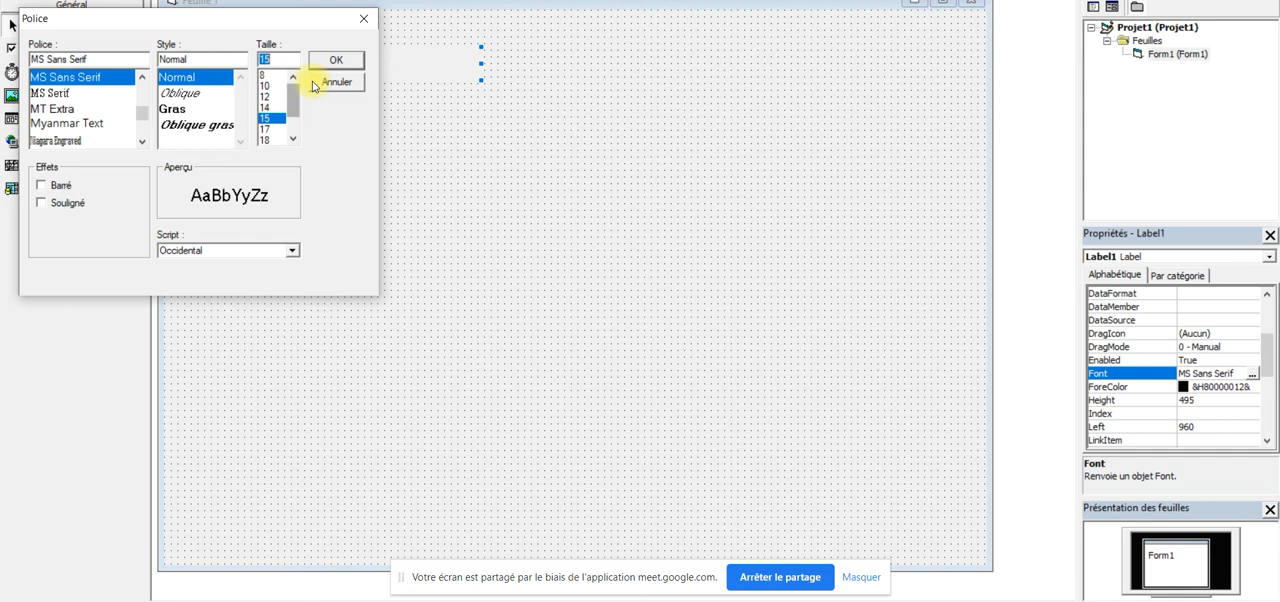 Général
Feuille 1
Police
Police :
Style :
Taille :
MS Sans Serif
Normal
15
OK
Annuler
MS Sans Serif
MS Serif
MT Extra
Myanmar Text
Niagara Engraved
Normal
Oblique
Gras
Oblique gras
8
10
12
14
15
17
18
Effets
Barré
Souligné
Aperçu
AaBbYyZz
Script :
Occidental
Projet1 (Projet1)
Feuilles
Form1 (Form1)
Propriétés - Label1
Label1 Label
Alphabétique
Par catégorie
DataFormat
DataMember
DataSource
DragIcon (Aucun)
DragMode 0 - Manual
Enabled True
Font MS Sans Serif ...
ForeColor &H80000012&
Height 495
Index
Left 960
LinkItem
Font
Renvoie un objet Font.
Présentation des feuilles
Form1
Votre écran est partagé par le biais de l'application meet.google.com.
Arrêter le partage
Masquer